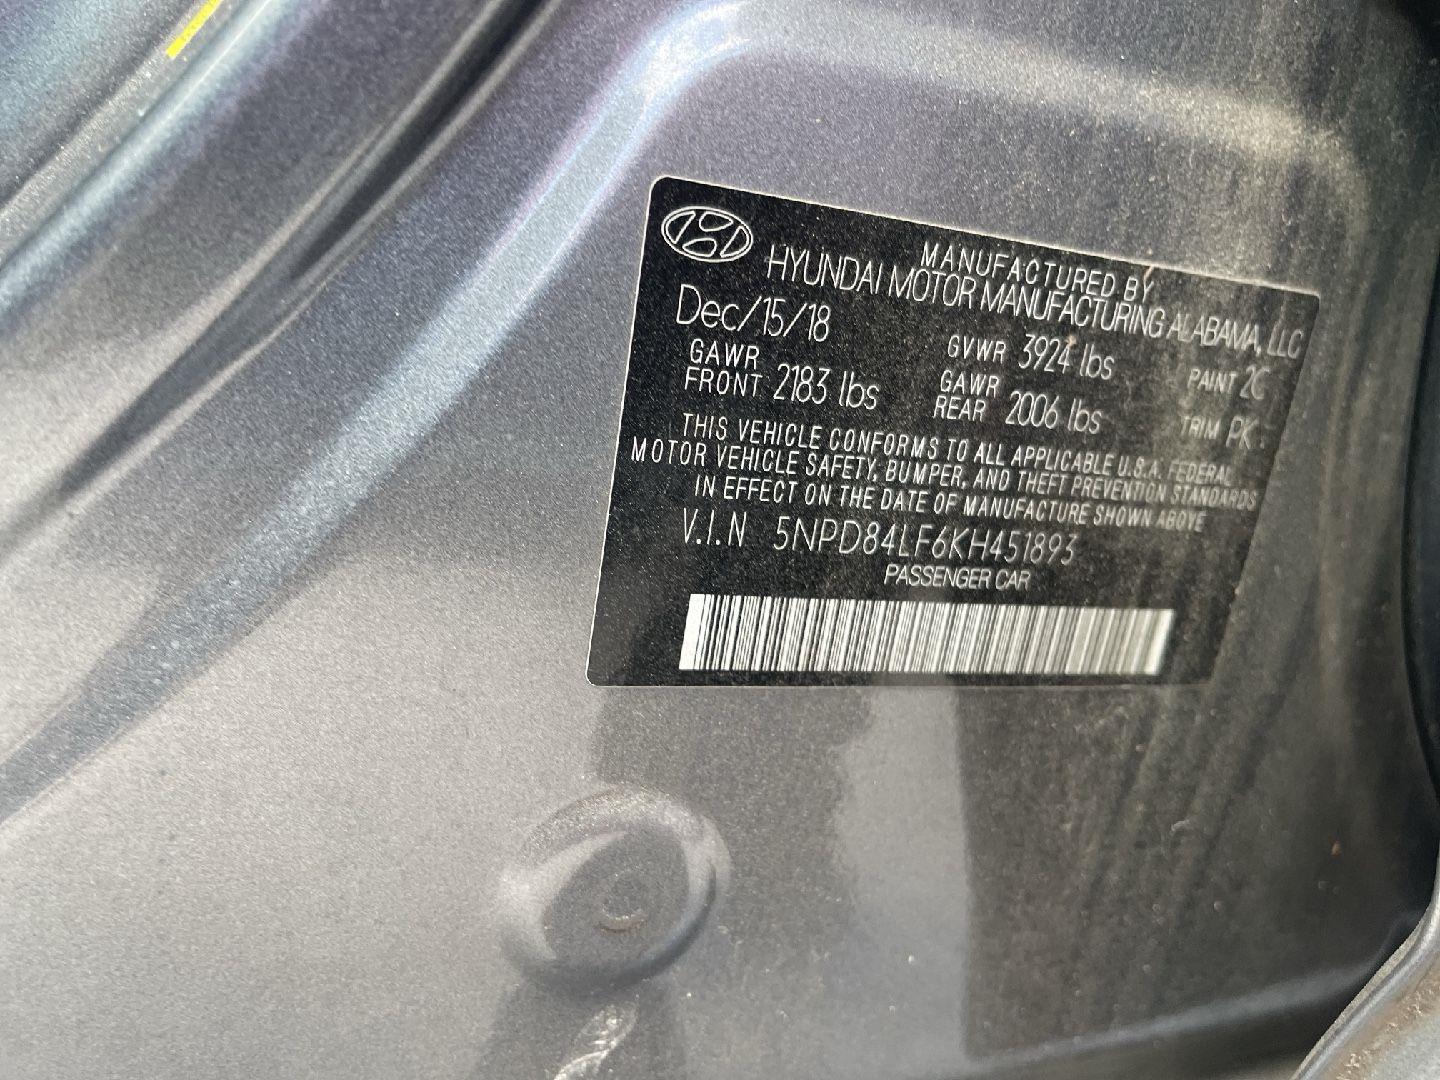 MANUFACTURED BY
HYUNDAI MOTOR MANUFACTURING ALABAMA, LLC
Dec/15/18 GVWR 3924 lbs PAINT 2C
GAWR FRONT 2183 lbs GAWR REAR 2006 lbs TRIM PK
THIS VEHICLE CONFORMS TO ALL APPLICABLE U.S.A. FEDERAL
MOTOR VEHICLE SAFETY, BUMPER, AND THEFT PREVENTION STANDARDS
IN EFFECT ON THE DATE OF MANUFACTURE SHOWN ABOVE
V.I.N 5NPD84LF6KH451893
PASSENGER CAR